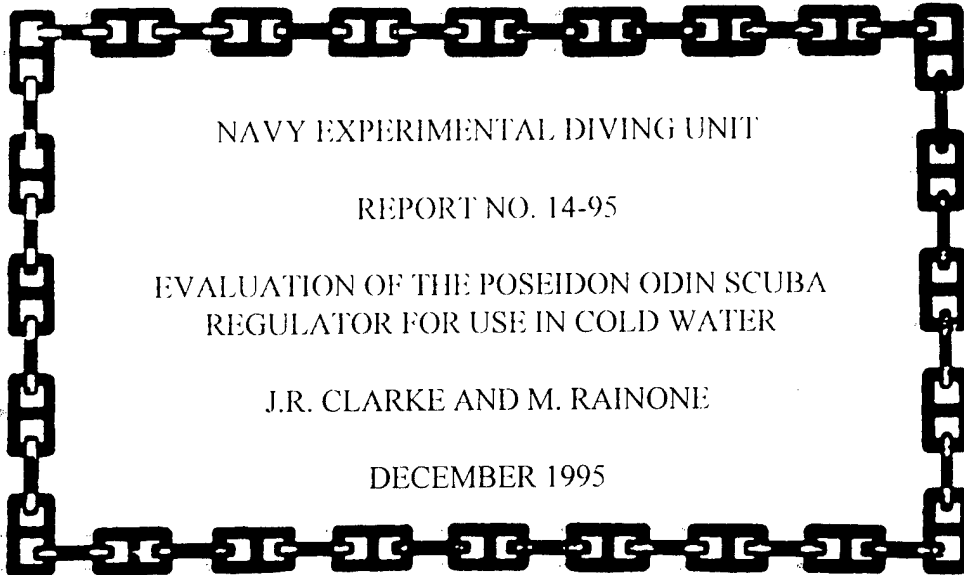 NAVY EXPERIMENTAL DIVING UNIT
REPORT NO. 14-95
EVALUATION OF THE POSEIDON ODIN SCUBA
REGULATOR FOR USE IN COLD WATER
J.R. CLARKE AND M. RAINONE
DECEMBER 1995